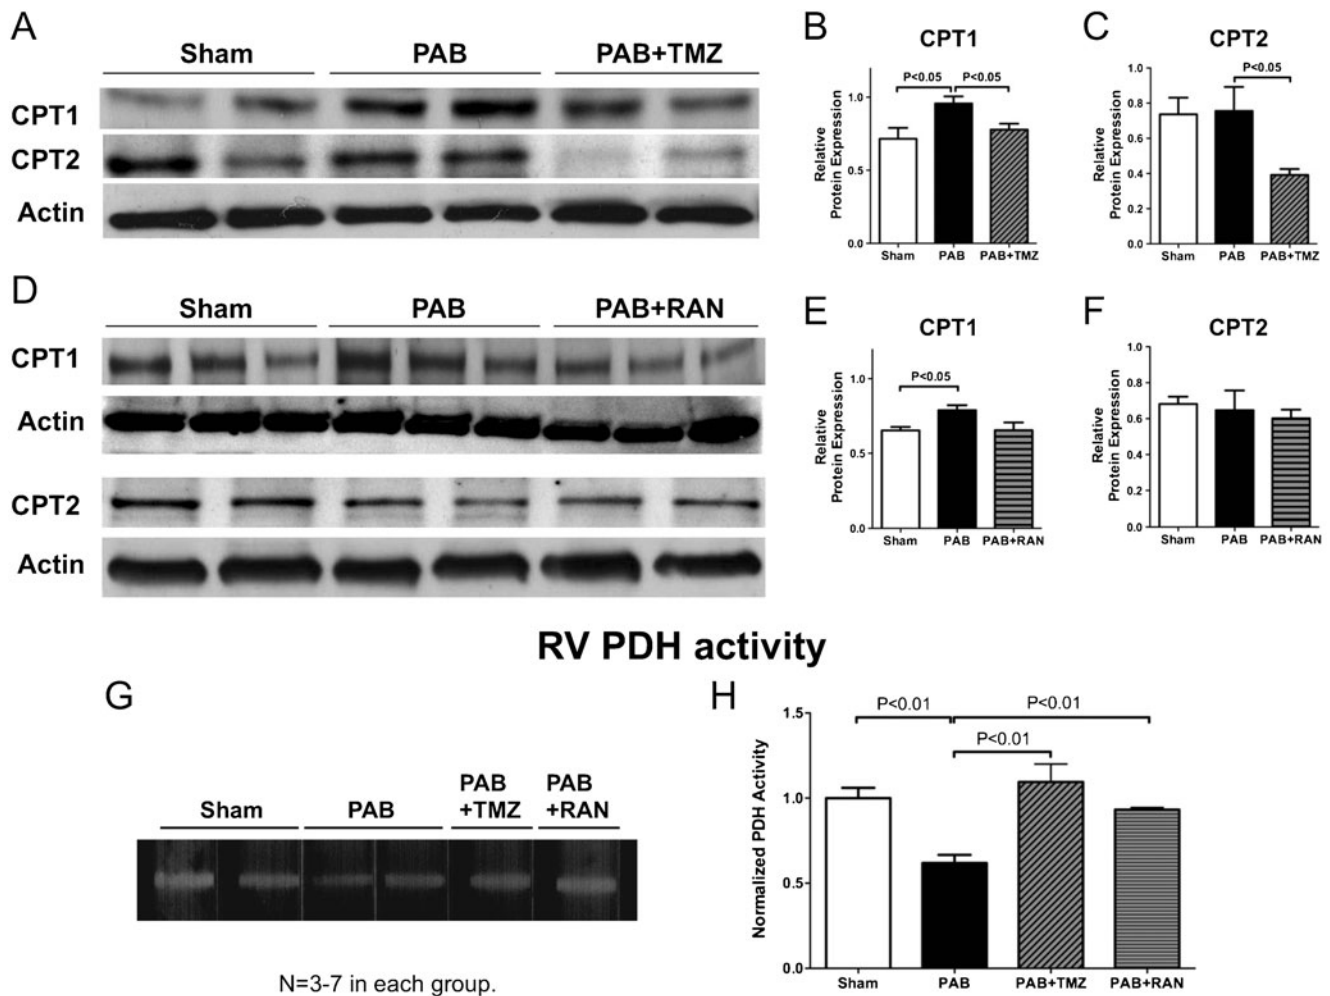 A
Sham PAB PAB+TMZ
CPT1
CPT2
Actin
B
CPT1
P<0.05 P<0.05
Relative
Protein Expression
1.0
0.5
0.0
Sham PAB PAB+TMZ
C
CPT2
P<0.05
Relative
Protein Expression
1.0
0.8
0.6
0.4
0.2
0.0
Sham PAB PAB+TMZ
D
Sham PAB PAB+RAN
CPT1
Actin
CPT2
Actin
E
CPT1
P<0.05
Relative
Protein Expression
1.0
0.5
0.0
Sham PAB PAB+RAN
F
CPT2
Relative
Protein Expression
1.0
0.8
0.6
0.4
0.2
0.0
Sham PAB PAB+RAN
RV PDH activity
G
Sham PAB PAB
+TMZ PAB
+RAN
N=3-7 in each group.
H
P<0.01 P<0.01
P<0.01
Normalized PDH Activity
1.5
1.0
0.5
0.0
Sham PAB PAB+TMZ PAB+RAN